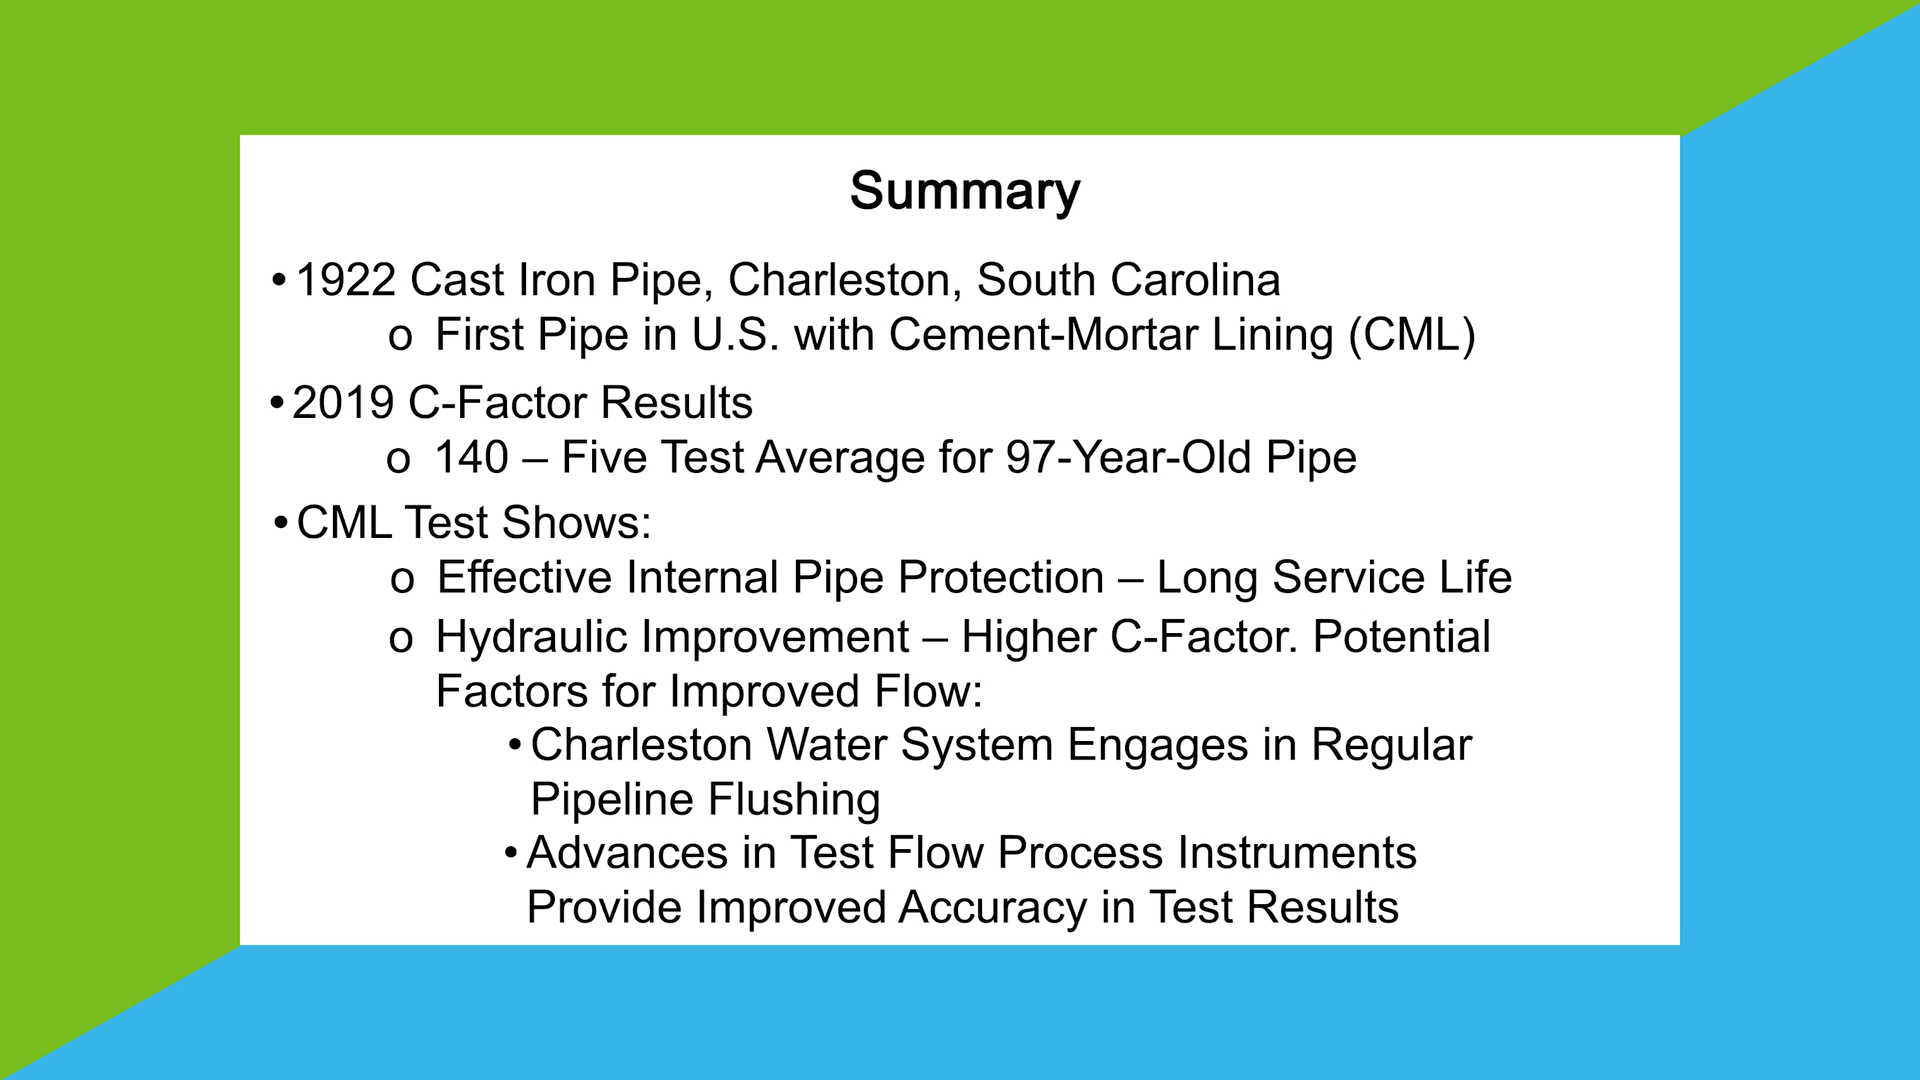 Summary
• 1922 Cast Iron Pipe, Charleston, South Carolina
o First Pipe in U.S. with Cement-Mortar Lining (CML)
• 2019 C-Factor Results
o 140 – Five Test Average for 97-Year-Old Pipe
• CML Test Shows:
o Effective Internal Pipe Protection – Long Service Life
o Hydraulic Improvement – Higher C-Factor. Potential
Factors for Improved Flow:
• Charleston Water System Engages in Regular
Pipeline Flushing
• Advances in Test Flow Process Instruments
Provide Improved Accuracy in Test Results